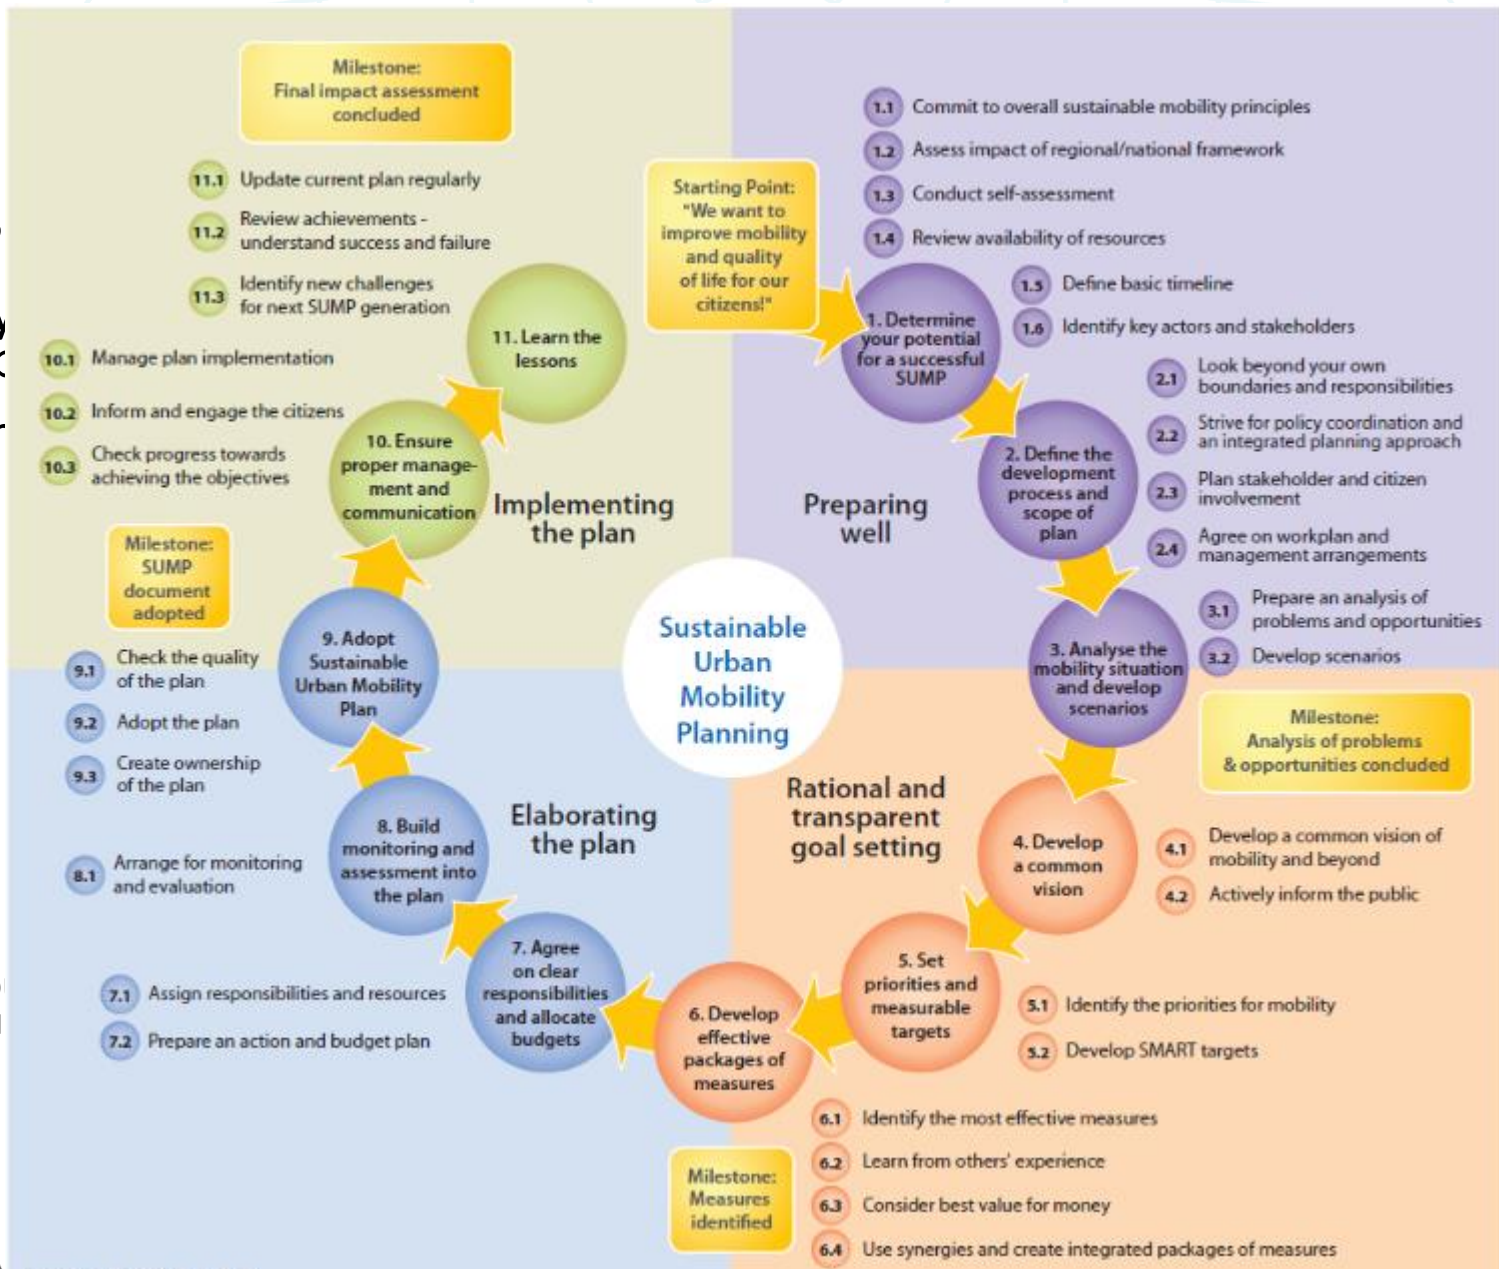 Milestone:
Final impact assessment
concluded
11.1 Update current plan regularly
11.2 Review achievements -
understand success and failure
11.3 Identify new challenges
for next SUMP generation
11. Learn the
lessons
10.1 Manage plan implementation
10.2 Inform and engage the citizens
10.3 Check progress towards
achieving the objectives
10. Ensure
proper manage-
ment and
communication
Implementing
the plan
Starting Point:
"We want to
improve mobility
and quality
of life for our
citizens!"
1.1 Commit to overall sustainable mobility principles
1.2 Assess impact of regional/national framework
1.3 Conduct self-assessment
1.4 Review availability of resources
1.5 Define basic timeline
1.6 Identify key actors and stakeholders
1. Determine
your potential
for a successful
SUMP
2.1 Look beyond your own
boundaries and responsibilities
2.2 Strive for policy coordination and
an integrated planning approach
2.3 Plan stakeholder and citizen
involvement
2.4 Agree on workplan and
management arrangements
2. Define the
development
process and
scope of
plan
Preparing
well
3.1 Prepare an analysis of
problems and opportunities
3.2 Develop scenarios
3. Analyse the
mobility situation
and develop
scenarios
Milestone:
Analysis of problems
& opportunities concluded
Sustainable
Urban
Mobility
Planning
Rational and
transparent
goal setting
4. Develop
a common
vision
4.1 Develop a common vision of
mobility and beyond
4.2 Actively inform the public
5. Set
priorities and
measurable
targets
5.1 Identify the priorities for mobility
5.2 Develop SMART targets
6. Develop
effective
packages of
measures
6.1 Identify the most effective measures
6.2 Learn from others' experience
6.3 Consider best value for money
6.4 Use synergies and create integrated packages of measures
Milestone:
Measures
identified
7. Agree
on clear
responsibilities
and allocate
budgets
7.1 Assign responsibilities and resources
7.2 Prepare an action and budget plan
Elaborating
the plan
8. Build
monitoring and
assessment into
the plan
8.1 Arrange for monitoring
and evaluation
9. Adopt
Sustainable
Urban Mobility
Plan
9.1 Check the quality
of the plan
9.2 Adopt the plan
9.3 Create ownership
of the plan
Milestone:
SUMP
document
adopted